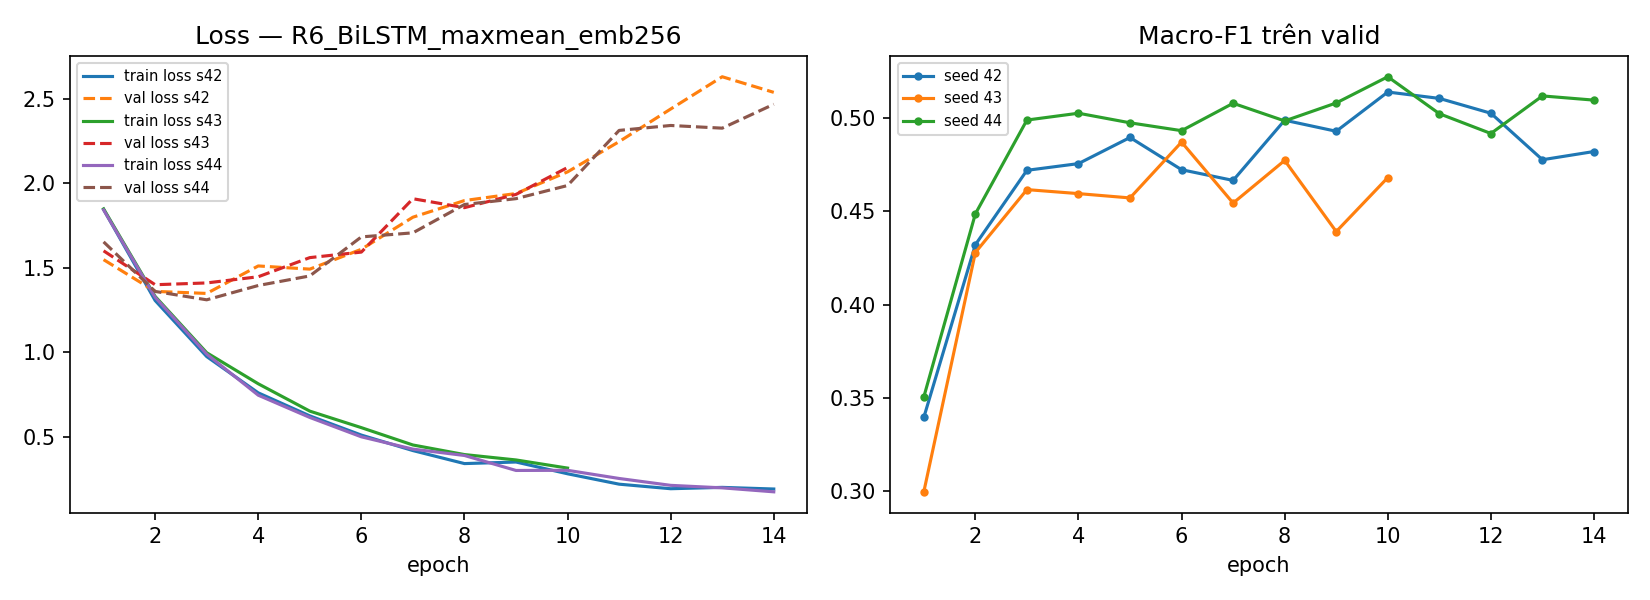 Loss — R6_BiLSTM_maxmean_emb256
train loss s42
val loss s42
train loss s43
val loss s43
train loss s44
val loss s44
2.5
2.0
1.5
1.0
0.5
2 4 6 8 10 12 14
epoch
Macro-F1 trên valid
seed 42
seed 43
seed 44
0.50
0.45
0.40
0.35
0.30
2 4 6 8 10 12 14
epoch